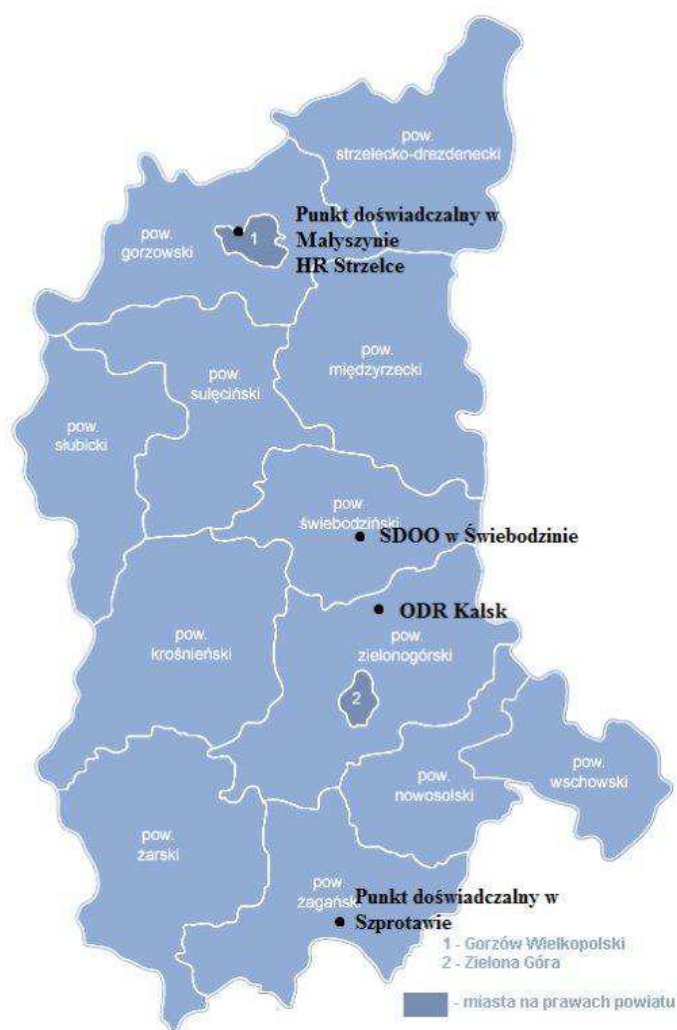 pow.
strzelecko-drezdenecki
Punkt doświadczalny w
Małyszynie
HR Strzelce
1
pow.
gorzowski
pow.
międzyrzecki
pow.
sulęciński
pow.
słubicki
pow.
świebodziński
SDOO w Świebodzinie
ODR Kalsk
pow.
zielonogórski
pow.
krośnieński
2
pow.
wschowski
pow.
nowosolski
pow.
żarski
pow.
żagański
Punkt doświadczalny w
Szprotawie
1 - Gorzów Wielkopolski
2 - Zielona Góra
- miasta na prawach powiatu